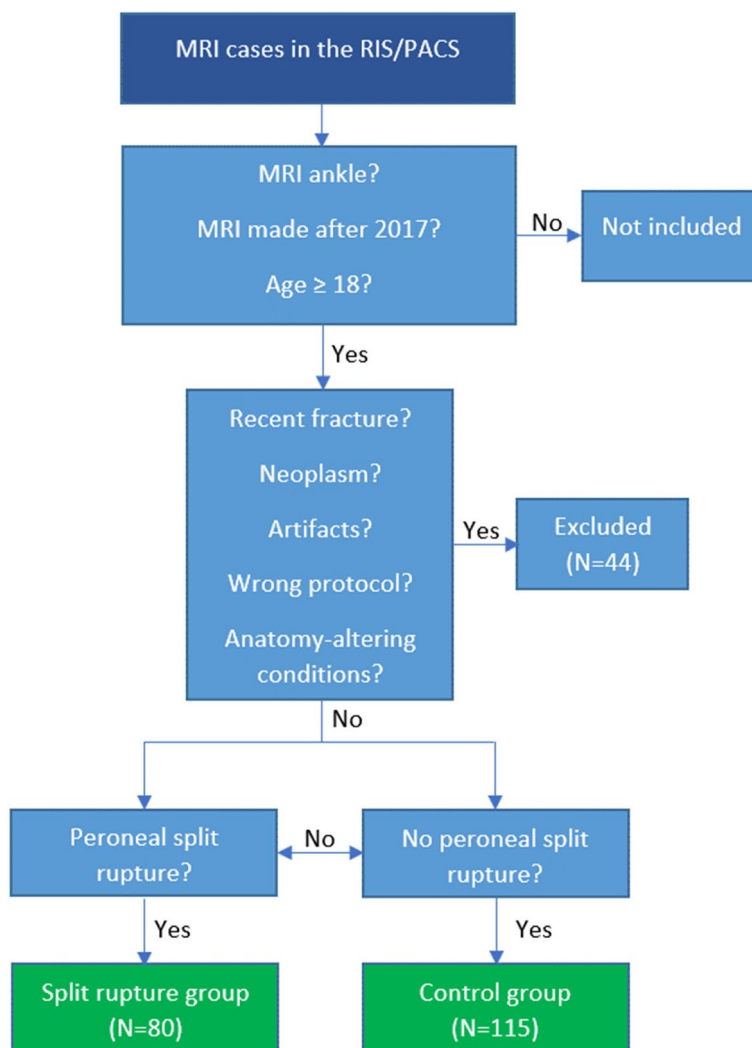 MRI cases in the RIS/PACS
MRI ankle?
MRI made after 2017?
Age ≥ 18?
No
Not included
Yes
Recent fracture?
Neoplasm?
Artifacts?
Wrong protocol?
Anatomy-altering
conditions?
Yes
Excluded
(N=44)
No
Peroneal split
rupture?
No
No peroneal split
rupture?
Yes
Yes
Split rupture group
(N=80)
Control group
(N=115)